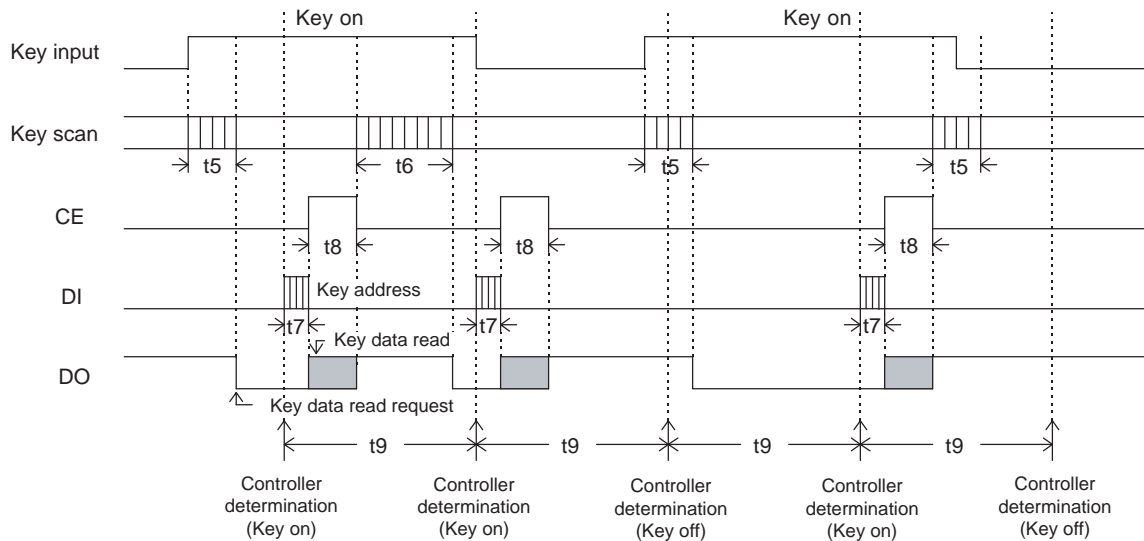 Key on
Key on
Key input
Key scan
t5
t6
t5
t5
CE
t8
t8
t8
DI
Key address
t7
t7
t7
Key data read
DO
Key data read request
t9
t9
t9
t9
Controller
determination
(Key on)
Controller
determination
(Key on)
Controller
determination
(Key off)
Controller
determination
(Key on)
Controller
determination
(Key off)